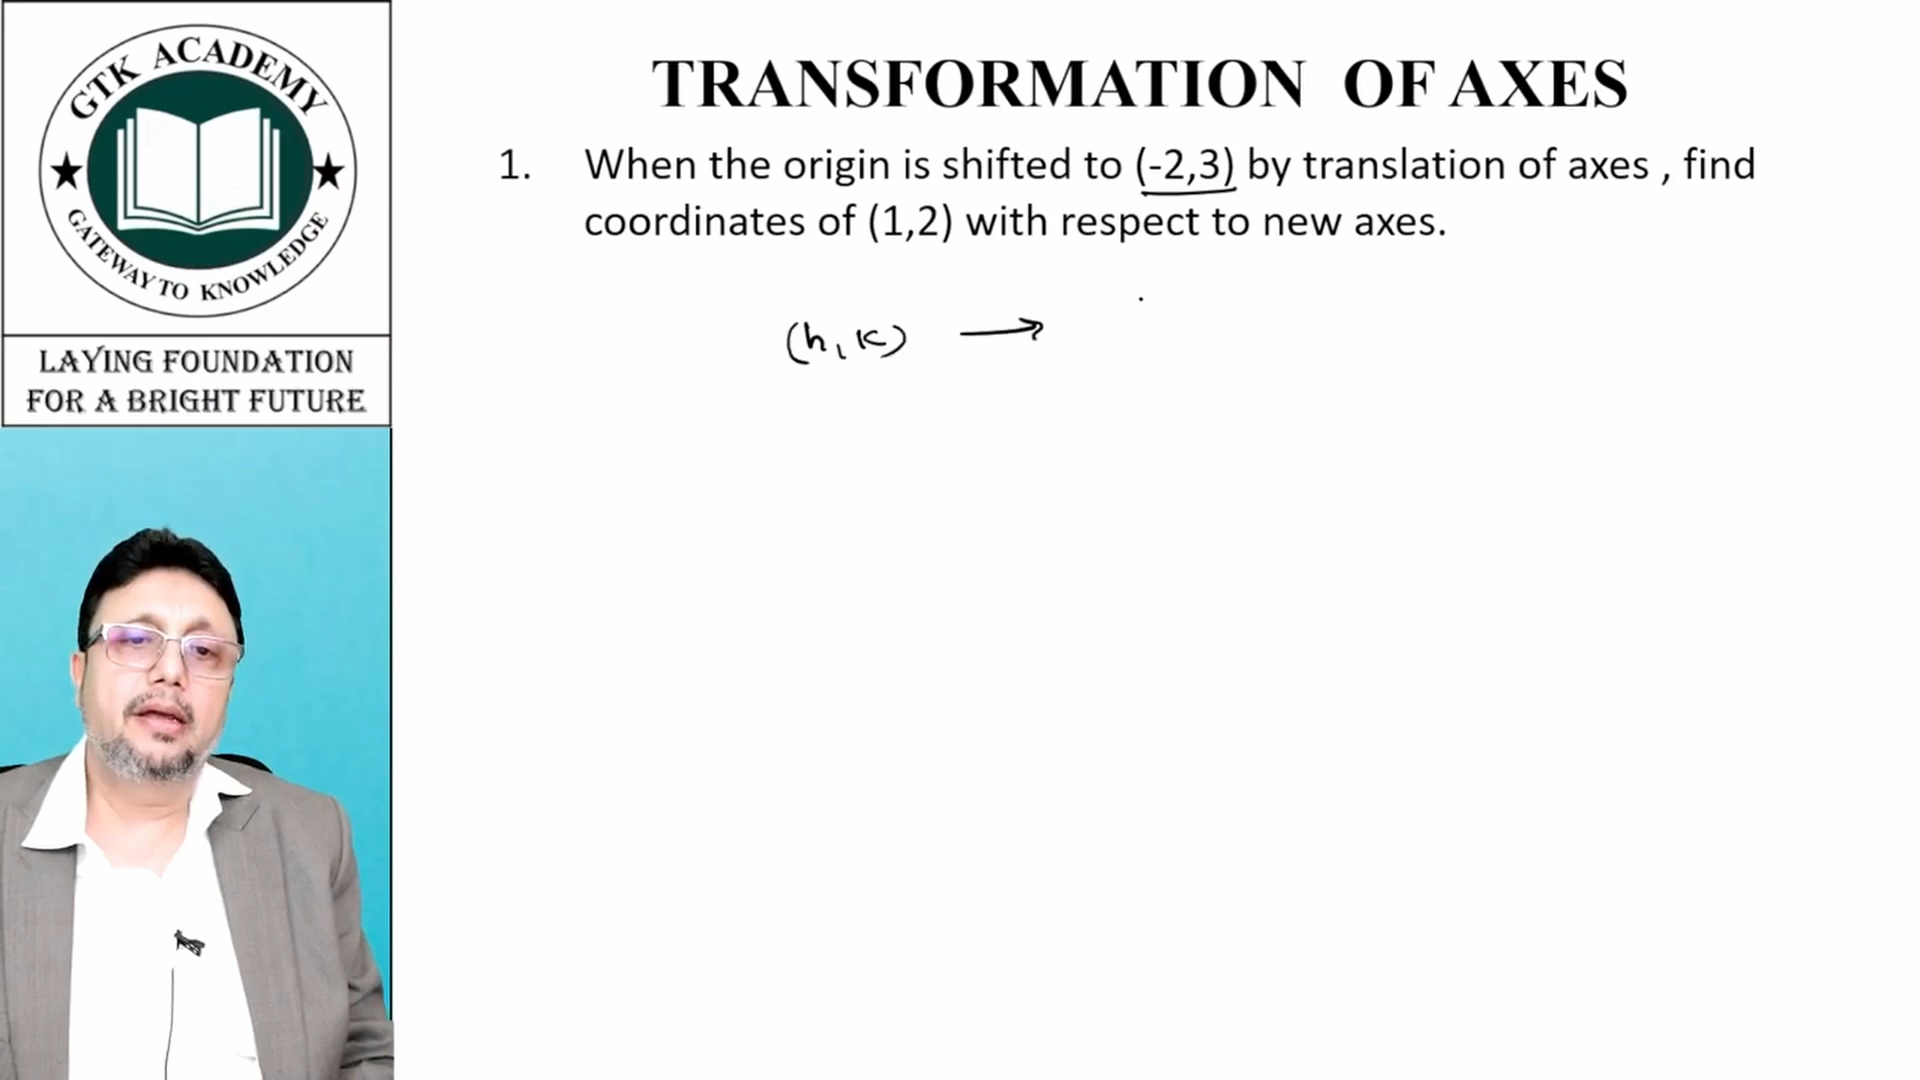 GTK ACADEMY
GATEWAY TO KNOWLEDGE
LAYING FOUNDATION
FOR A BRIGHT FUTURE
TRANSFORMATION OF AXES
1. When the origin is shifted to (-2,3) by translation of axes , find
coordinates of (1,2) with respect to new axes.
(h, k) →